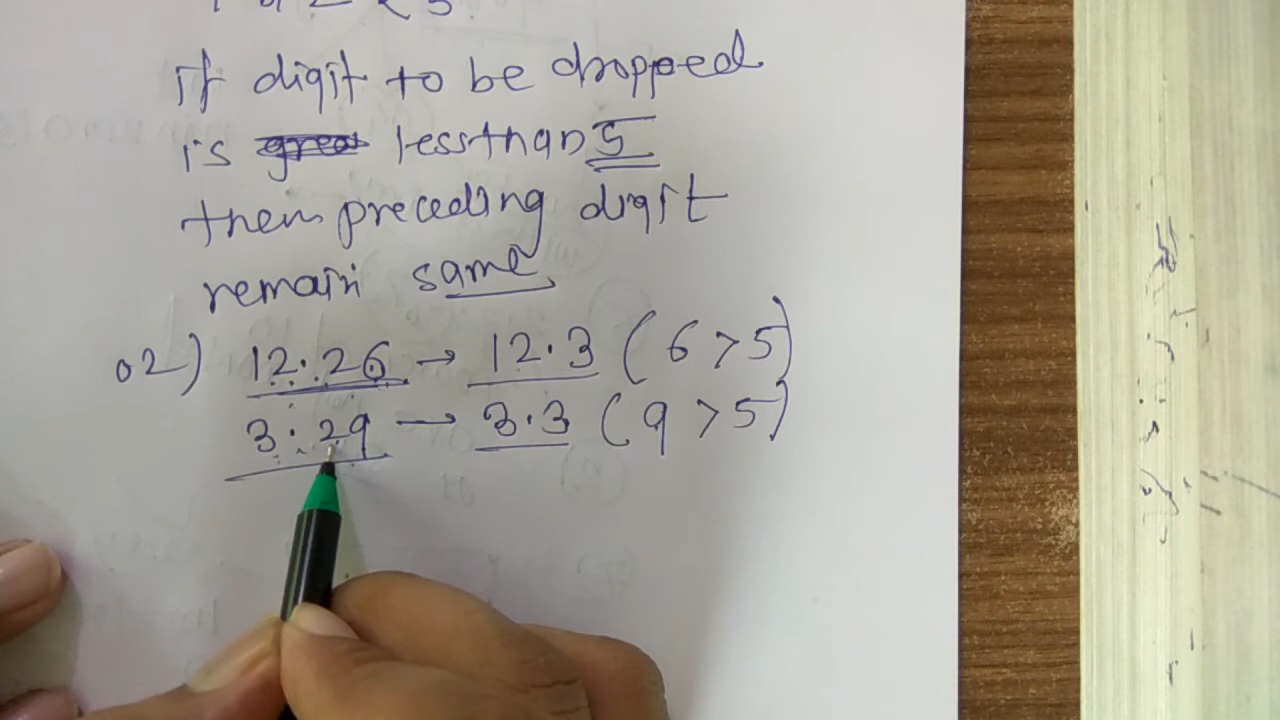 if digit to be dropped
is less than 5
then preceding digit
remain same
02) 12.26 → 12.3 ( 6 > 5)
3.29 → 3.3 ( 9 > 5)